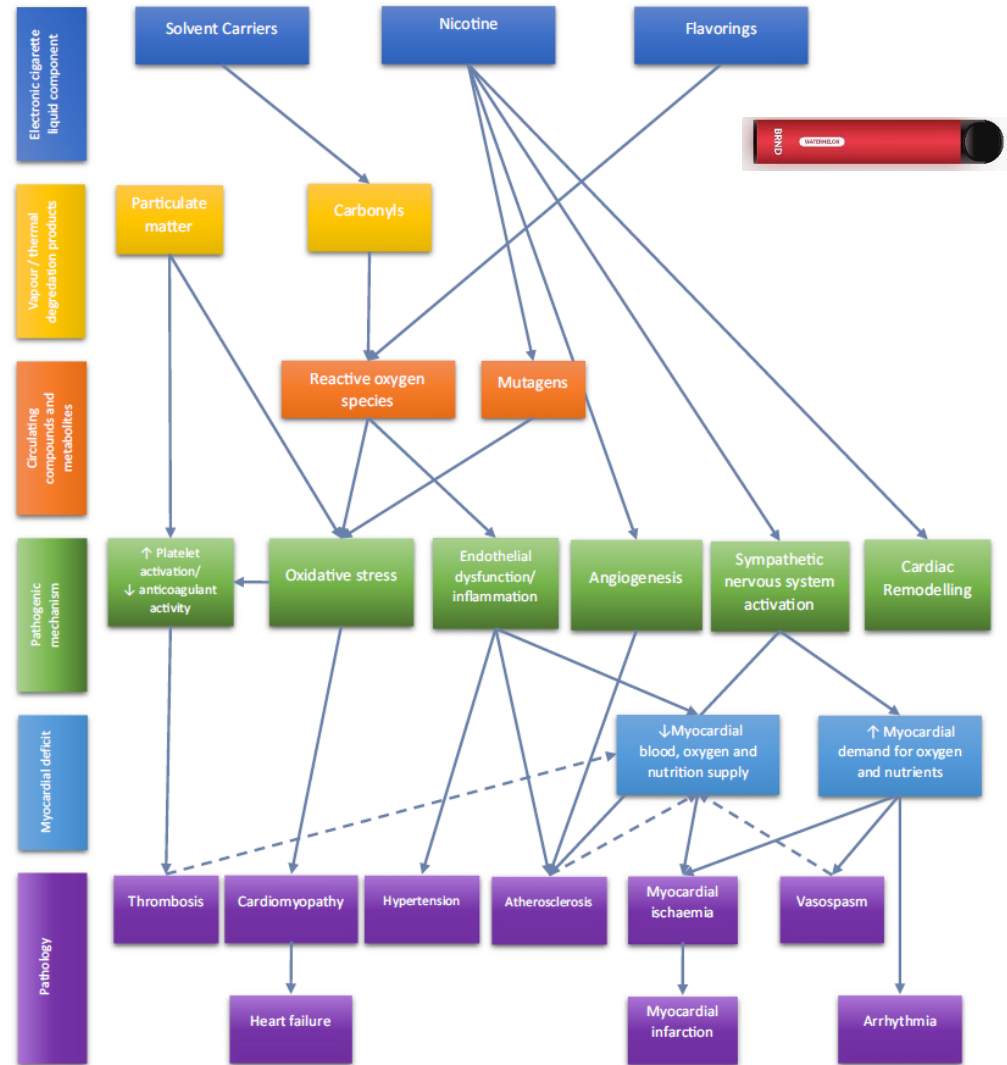 Electronic cigarette
liquid component
Solvent Carriers
Nicotine
Flavorings
BRND
WATERMELON
Vapour / thermal
degredation products
Particulate
matter
Carbonyls
Circulating
compounds and
metabolites
Reactive oxygen
species
Mutagens
Pathogenic
mechanism
↑ Platelet
activation/
↓ anticoagulant
activity
Oxidative stress
Endothelial
dysfunction/
inflammation
Angiogenesis
Sympathetic
nervous system
activation
Cardiac
Remodelling
Myocardial deficit
↓Myocardial
blood, oxygen and
nutrition supply
↑ Myocardial
demand for oxygen
and nutrients
Pathology
Thrombosis
Cardiomyopathy
Hypertension
Atherosclerosis
Myocardial
ischaemia
Vasospasm
Heart failure
Myocardial
infarction
Arrhythmia